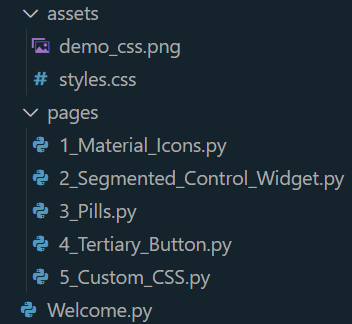 assets
demo_css.png
# styles.css
pages
1_Material_Icons.py
2_Segmented_Control_Widget.py
3_Pills.py
4_Tertiary_Button.py
5_Custom_CSS.py
Welcome.py